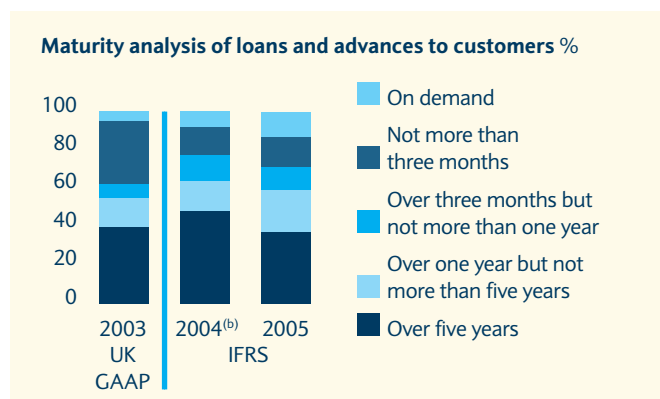 Maturity analysis of loans and advances to customers %
100
80
60
40
20
0
2003
UK
GAAP
2004(b)
2005
IFRS
On demand
Not more than
three months
Over three months but
not more than one year
Over one year but not
more than five years
Over five years